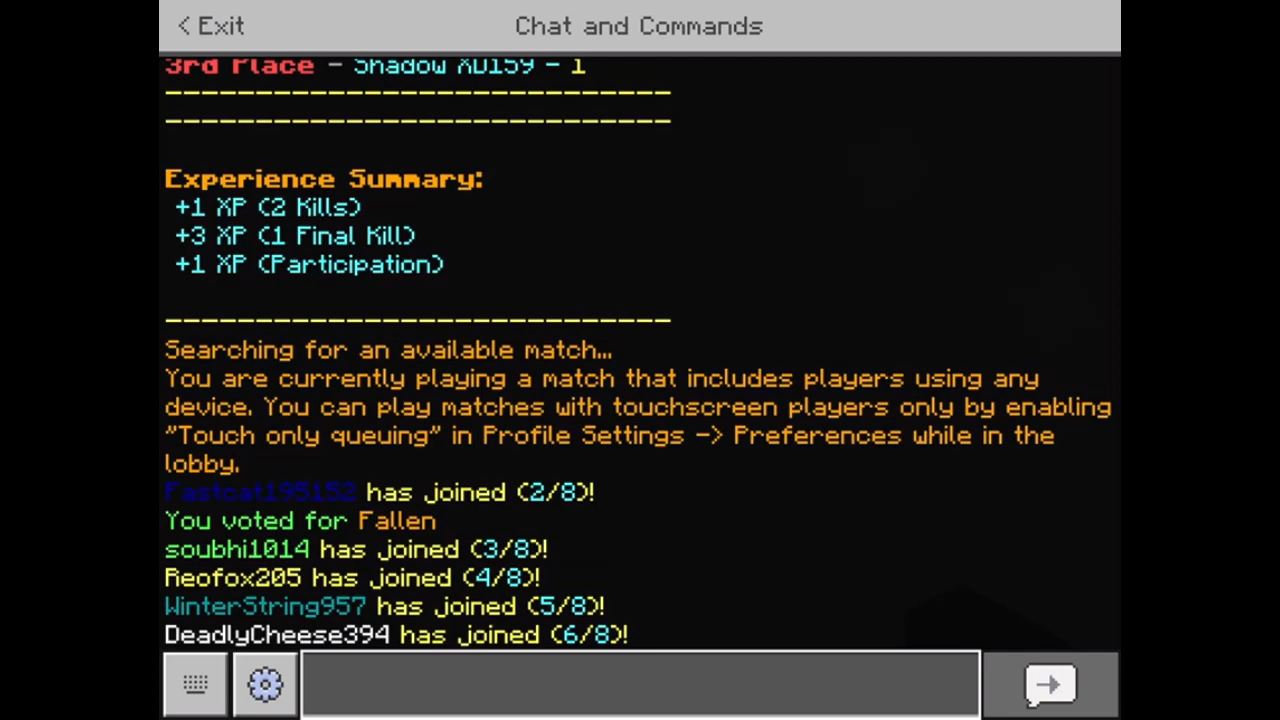 Exit
Chat and Commands
3rd Place - Shadow XD159 - 1
----------------------------
----------------------------
Experience Summary:
+1 XP (2 Kills)
+3 XP (1 Final Kill)
+1 XP (Participation)
----------------------------
Searching for an available match...
You are currently playing a match that includes players using any
device. You can play matches with touchscreen players only by enabling
"Touch only queuing" in Profile Settings -> Preferences while in the
lobby.
Fastcat195152 has joined (2/8)!
You voted for Fallen
soubhi1014 has joined (3/8)!
Reofox205 has joined (4/8)!
WinterString957 has joined (5/8)!
DeadlyCheese394 has joined (6/8)!